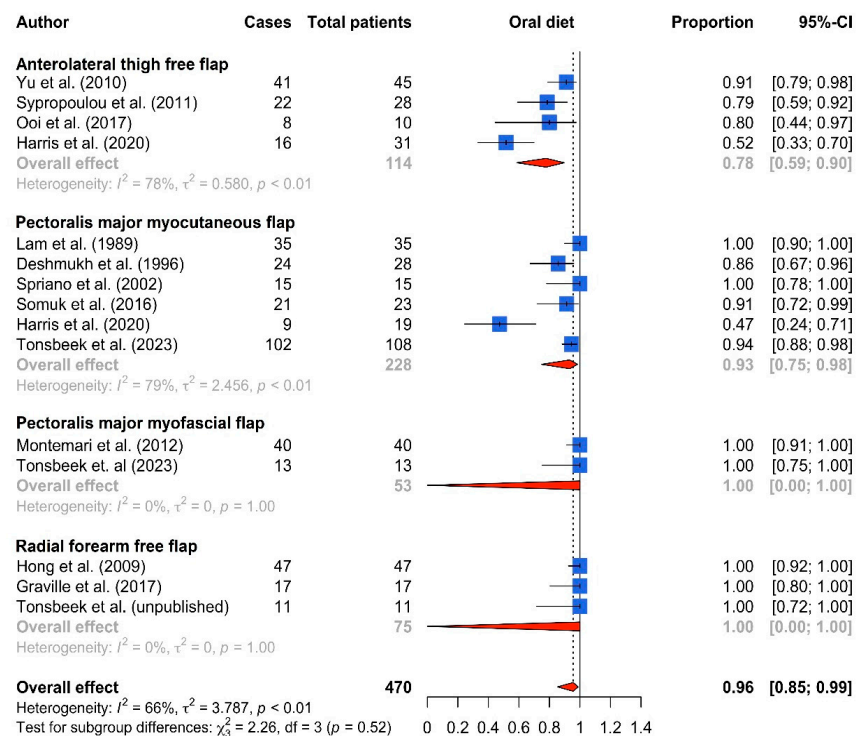 Author Cases Total patients Oral diet Proportion 95%-CI
Anterolateral thigh free flap
Yu et al. (2010) 41 45 0.91 [0.79; 0.98]
Sypropoulou et al. (2011) 22 28 0.79 [0.59; 0.92]
Ooi et al. (2017) 8 10 0.80 [0.44; 0.97]
Harris et al. (2020) 16 31 0.52 [0.33; 0.70]
Overall effect 114 0.78 [0.59; 0.90]
Heterogeneity: I² = 78%, τ² = 0.580, p < 0.01
Pectoralis major myocutaneous flap
Lam et al. (1989) 35 35 1.00 [0.90; 1.00]
Deshmukh et al. (1996) 24 28 0.86 [0.67; 0.96]
Spriano et al. (2002) 15 15 1.00 [0.78; 1.00]
Somuk et al. (2016) 21 23 0.91 [0.72; 0.99]
Harris et al. (2020) 9 19 0.47 [0.24; 0.71]
Tonsbeek et al. (2023) 102 108 0.94 [0.88; 0.98]
Overall effect 228 0.93 [0.75; 0.98]
Heterogeneity: I² = 79%, τ² = 2.456, p < 0.01
Pectoralis major myofascial flap
Montemari et al. (2012) 40 40 1.00 [0.91; 1.00]
Tonsbeek et. al (2023) 13 13 1.00 [0.75; 1.00]
Overall effect 53 1.00 [0.00; 1.00]
Heterogeneity: I² = 0%, τ² = 0, p = 1.00
Radial forearm free flap
Hong et al. (2009) 47 47 1.00 [0.92; 1.00]
Graville et al. (2017) 17 17 1.00 [0.80; 1.00]
Tonsbeek et al. (unpublished) 11 11 1.00 [0.72; 1.00]
Overall effect 75 1.00 [0.00; 1.00]
Heterogeneity: I² = 0%, τ² = 0, p = 1.00
Overall effect 470 0.96 [0.85; 0.99]
Heterogeneity: I² = 66%, τ² = 3.787, p < 0.01
Test for subgroup differences: χ²₃ = 2.26, df = 3 (p = 0.52) 0 0.2 0.4 0.6 0.8 1 1.2 1.4